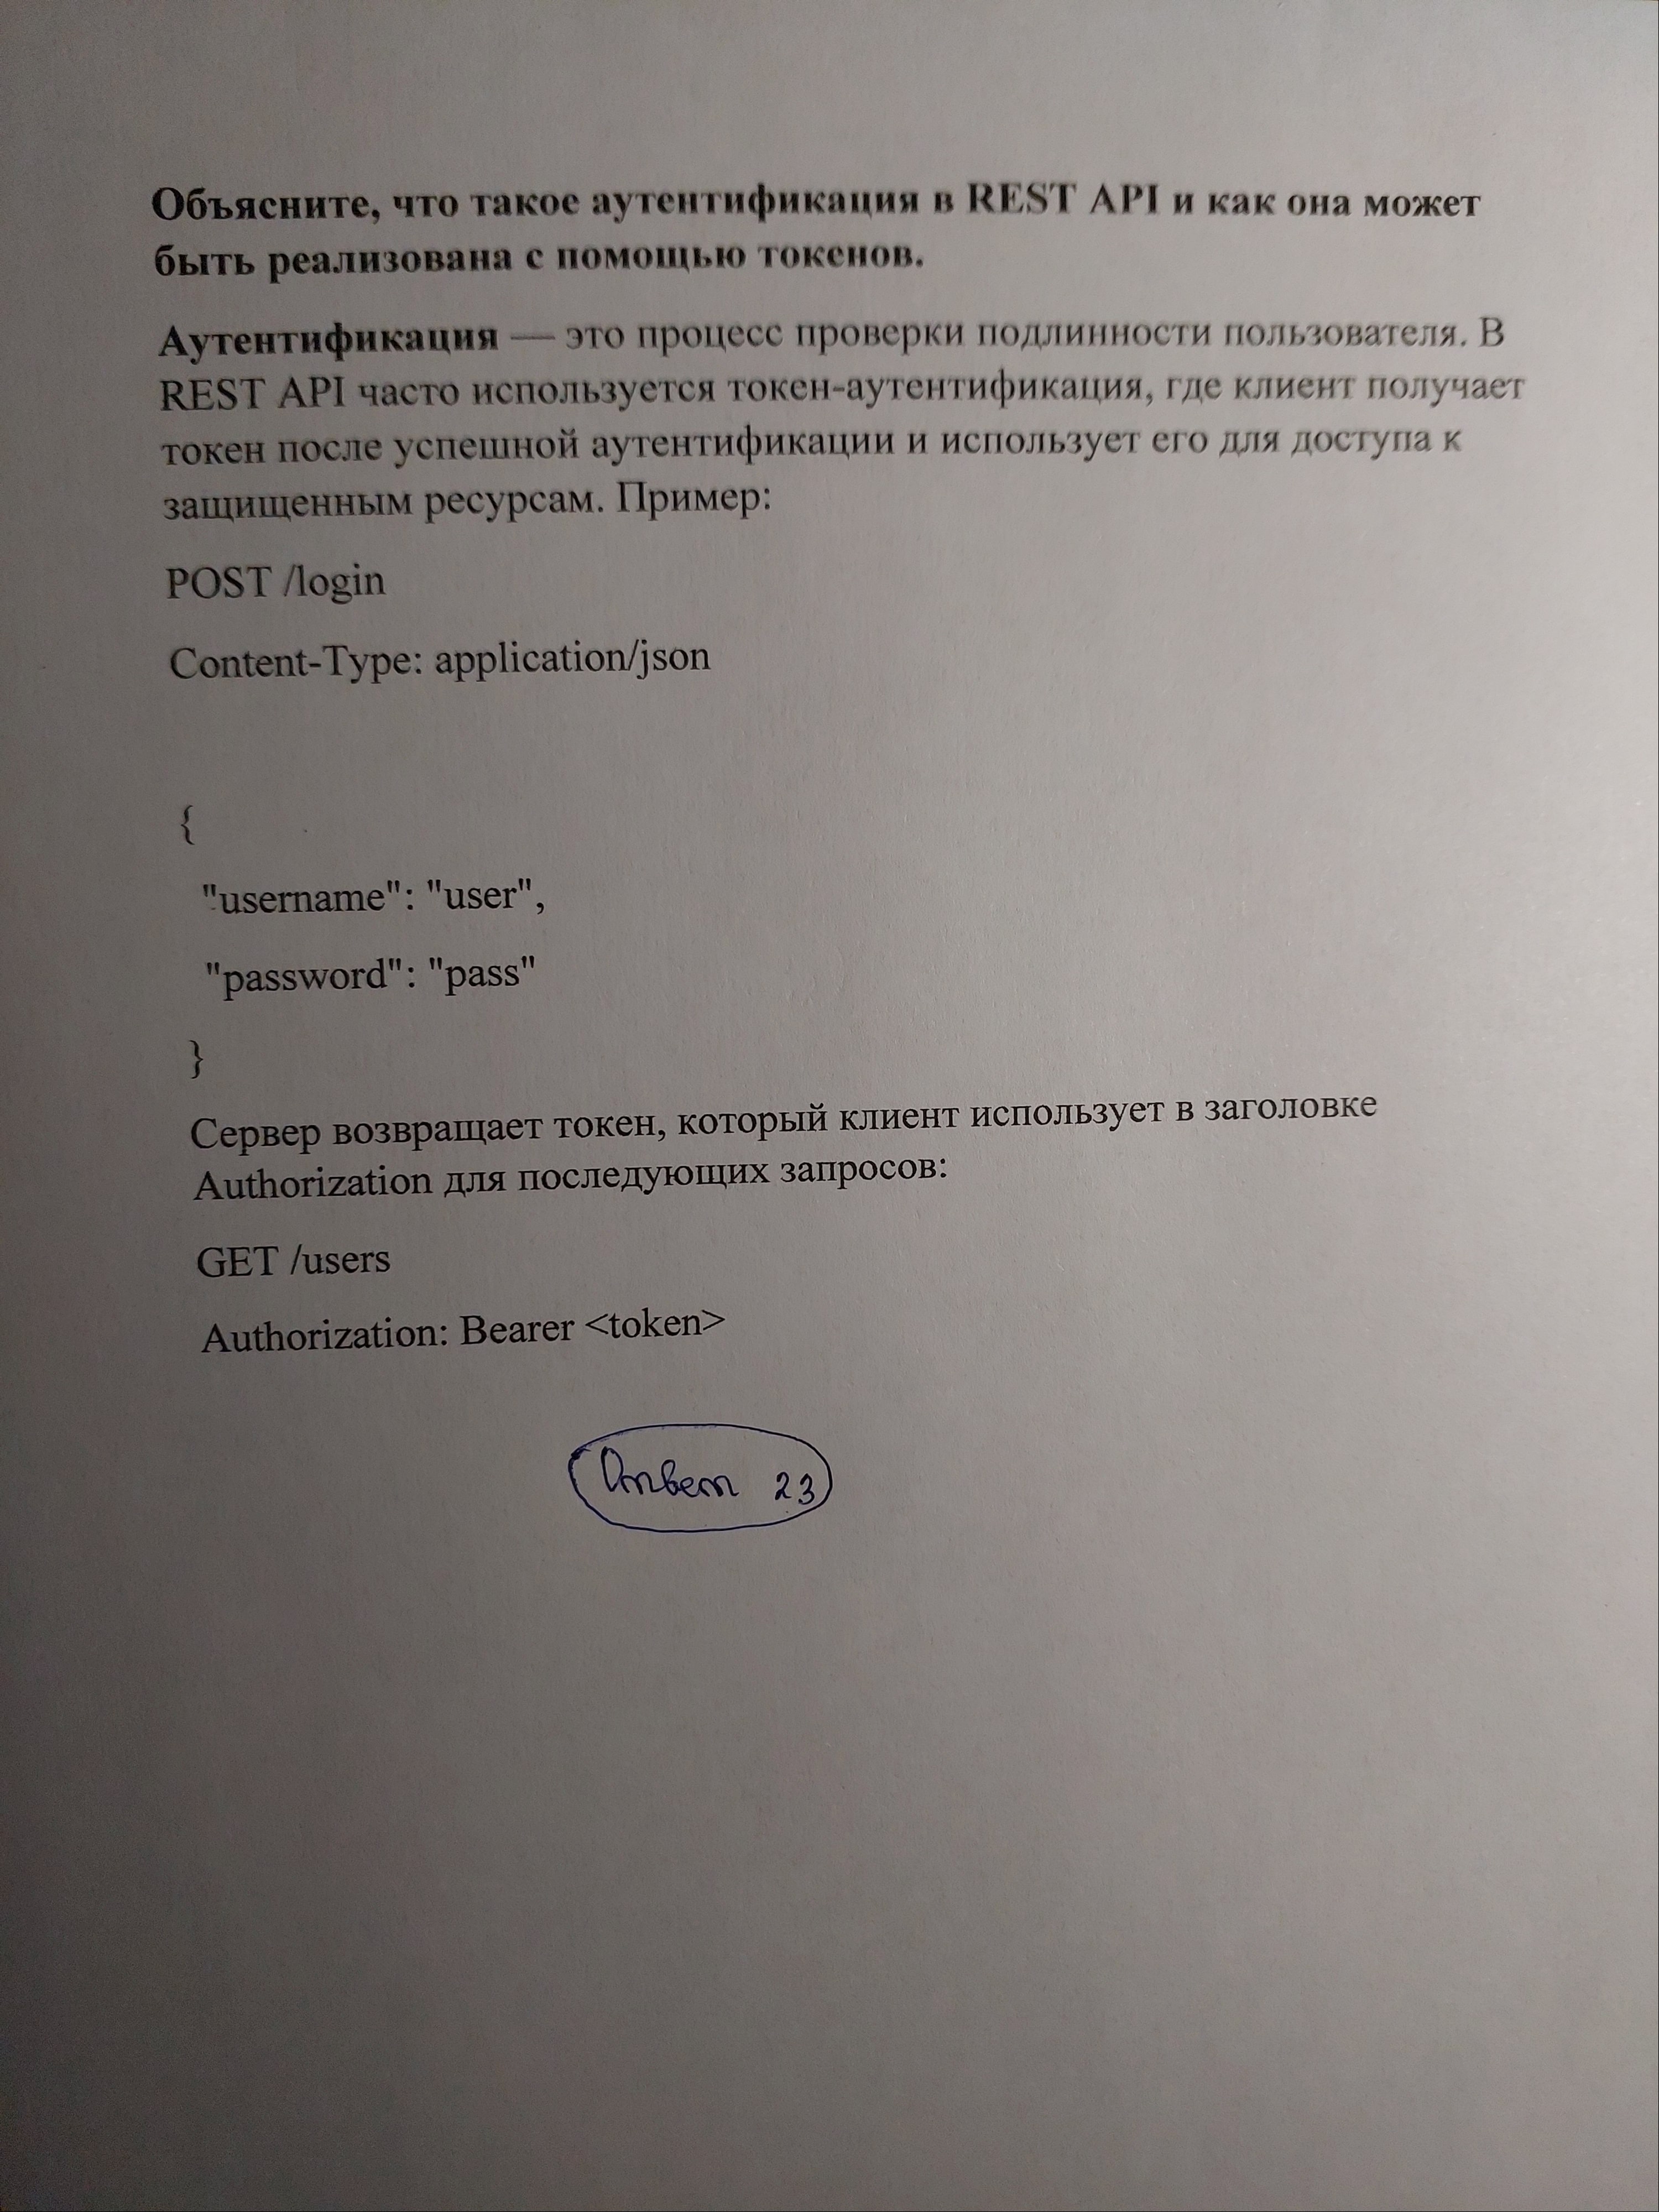 Объясните, что такое аутентификация в REST API и как она может
быть реализована с помощью токенов.
Аутентификация — это процесс проверки подлинности пользователя. В
REST API часто используется токен-аутентификация, где клиент получает
токен после успешной аутентификации и использует его для доступа к
защищенным ресурсам. Пример:
POST /login
Content-Type: application/json
{
"username": "user",
"password": "pass"
}
Сервер возвращает токен, который клиент использует в заголовке
Authorization для последующих запросов:
GET /users
Authorization: Bearer <token>
Ответ 23